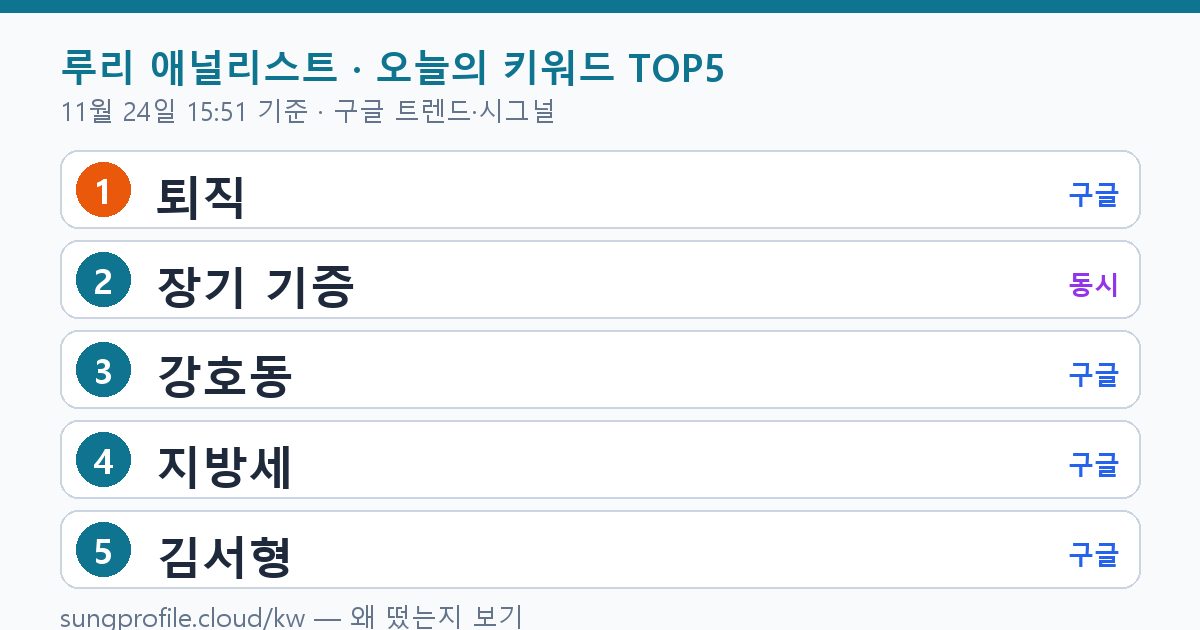 루리 애널리스트 · 오늘의 키워드 TOP5
11월 24일 15:51 기준 · 구글 트렌드·시그널
1 퇴직 구글
2 장기 기증 동시
3 강호동 구글
4 지방세 구글
5 김서형 구글
sungprofile.cloud/kw — 왜 떴는지 보기